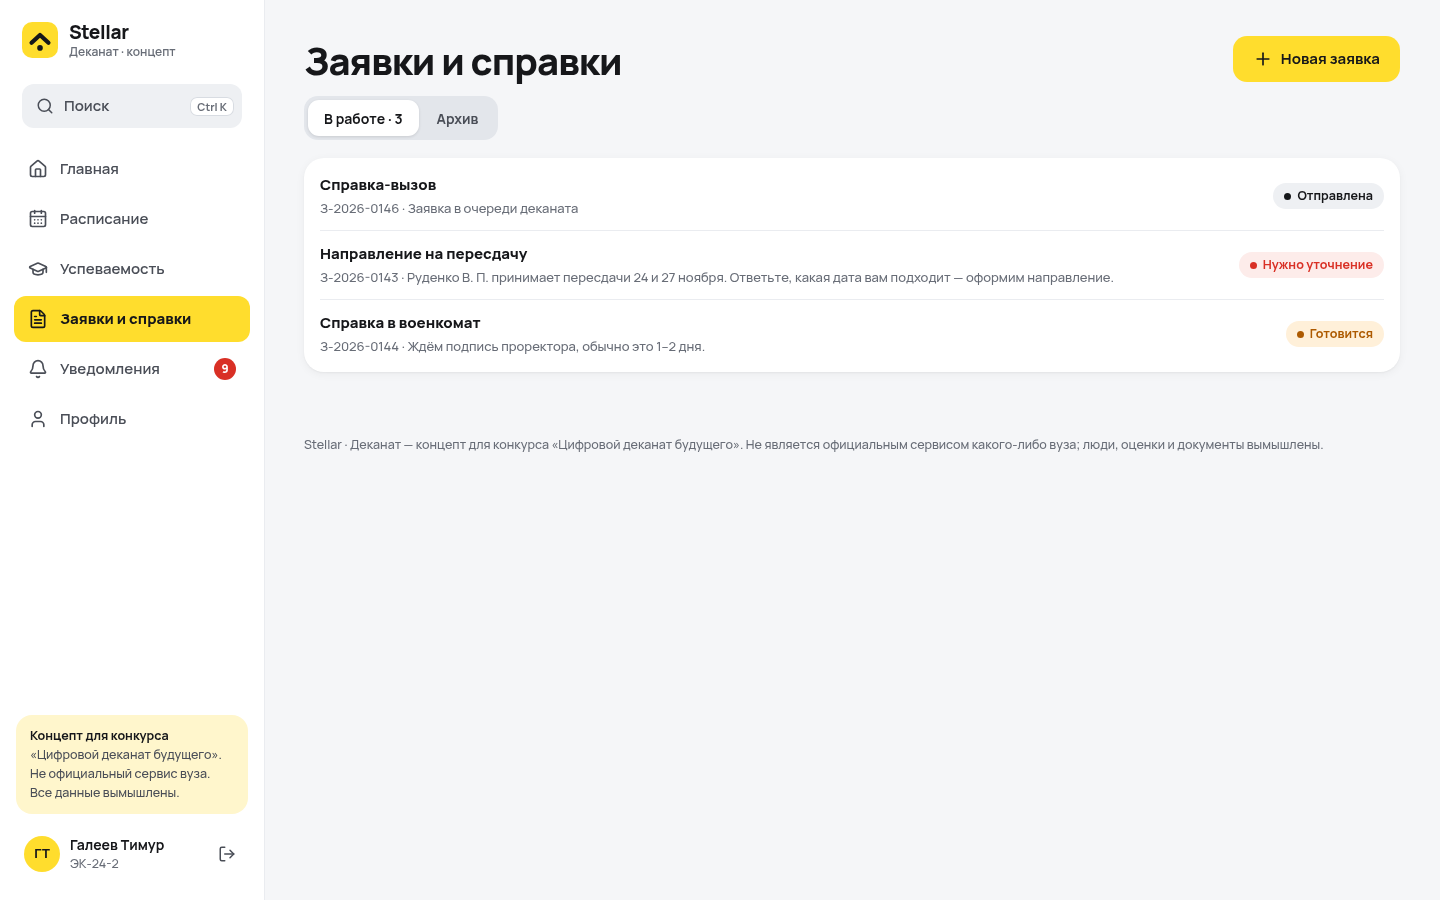 Stellar
Деканат · концепт
Поиск
Ctrl K
Главная
Расписание
Успеваемость
Заявки и справки
Уведомления
9
Профиль
Концепт для конкурса
«Цифровой деканат будущего».
Не официальный сервис вуза.
Все данные вымышлены.
ГТ
Галеев Тимур
ЭК-24-2
Заявки и справки
Новая заявка
В работе · 3
Архив
Справка-вызов
З-2026-0146 · Заявка в очереди деканата
Отправлена
Направление на пересдачу
З-2026-0143 · Руденко В. П. принимает пересдачи 24 и 27 ноября. Ответьте, какая дата вам подходит — оформим направление.
Нужно уточнение
Справка в военкомат
З-2026-0144 · Ждём подпись проректора, обычно это 1–2 дня.
Готовится
Stellar · Деканат — концепт для конкурса «Цифровой деканат будущего». Не является официальным сервисом какого-либо вуза; люди, оценки и документы вымышлены.